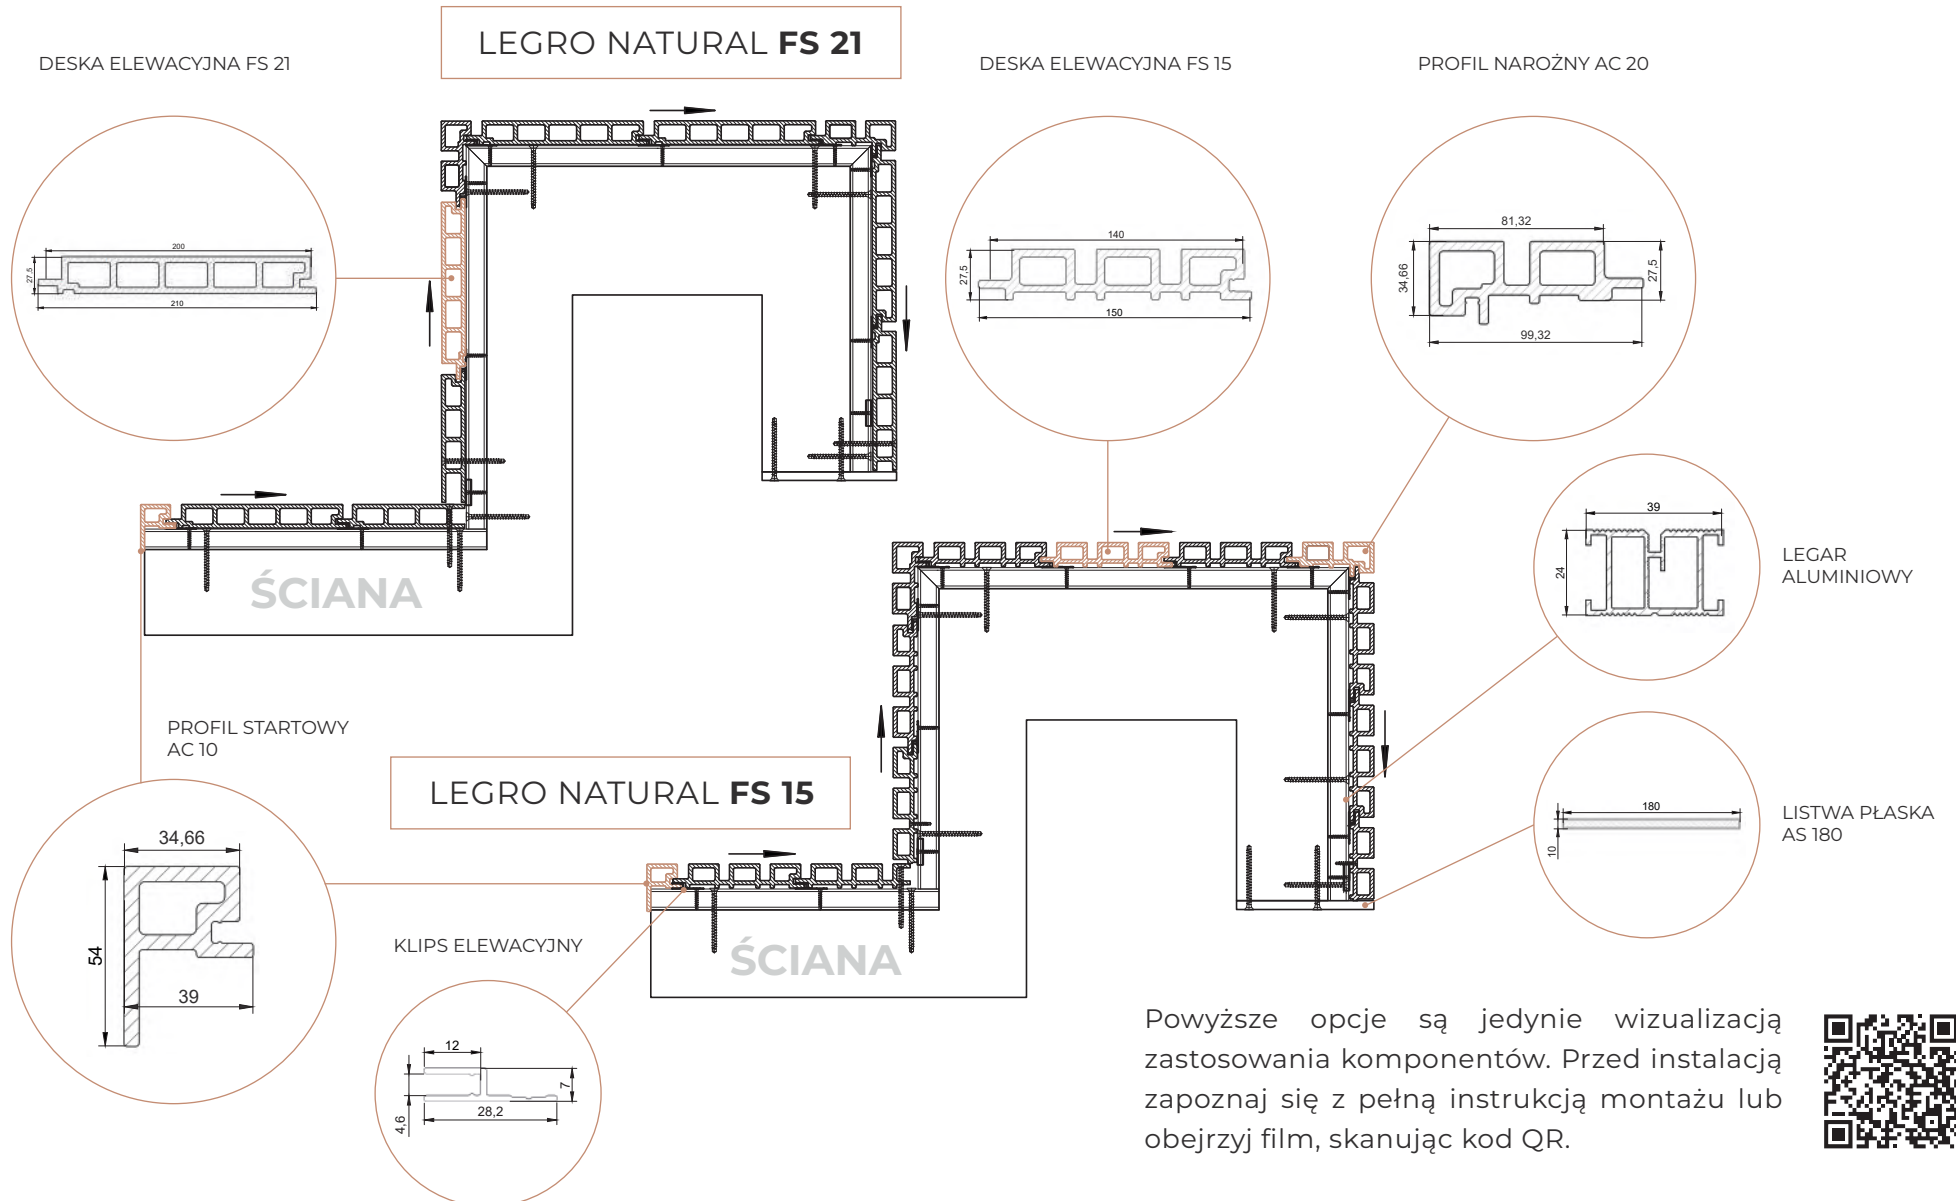 LEGRO NATURAL FS 21
DESKA ELEWACYJNA FS 21
200
27,5
210
DESKA ELEWACYJNA FS 15
140
27,5
150
PROFIL NAROŻNY AC 20
81,32
34,66
27,5
99,32
39
24
LEGAR
ALUMINIOWY
ŚCIANA
PROFIL STARTOWY
AC 10
34,66
54
39
LEGRO NATURAL FS 15
180
10
LISTWA PŁASKA
AS 180
KLIPS ELEWACYJNY
12
7
4,6
28,2
ŚCIANA
Powyższe opcje są jedynie wizualizacją
zastosowania komponentów. Przed instalacją
zapoznaj się z pełną instrukcją montażu lub
obejrzyj film, skanując kod QR.